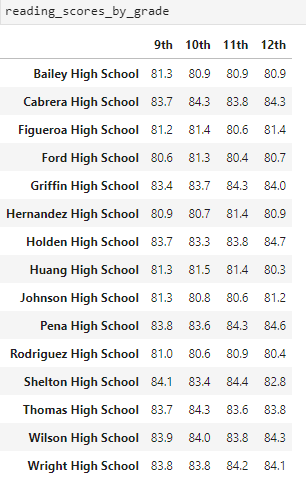 reading_scores_by_grade
9th 10th 11th 12th
Bailey High School 81.3 80.9 80.9 80.9
Cabrera High School 83.7 84.3 83.8 84.3
Figueroa High School 81.2 81.4 80.6 81.4
Ford High School 80.6 81.3 80.4 80.7
Griffin High School 83.4 83.7 84.3 84.0
Hernandez High School 80.9 80.7 81.4 80.9
Holden High School 83.7 83.3 83.8 84.7
Huang High School 81.3 81.5 81.4 80.3
Johnson High School 81.3 80.8 80.6 81.2
Pena High School 83.8 83.6 84.3 84.6
Rodriguez High School 81.0 80.6 80.9 80.4
Shelton High School 84.1 83.4 84.4 82.8
Thomas High School 83.7 84.3 83.6 83.8
Wilson High School 83.9 84.0 83.8 84.3
Wright High School 83.8 83.8 84.2 84.1